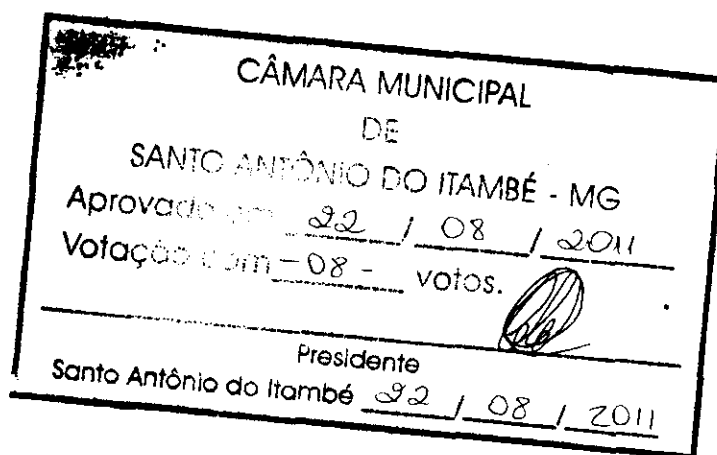 CÂMARA MUNICIPAL
DE
SANTO ANTÔNIO DO ITAMBÉ - MG
Aprovado em 22 / 08 / 2011
Votação com - 08 - votos.
Presidente
Santo Antônio do Itambé 22 / 08 / 2011